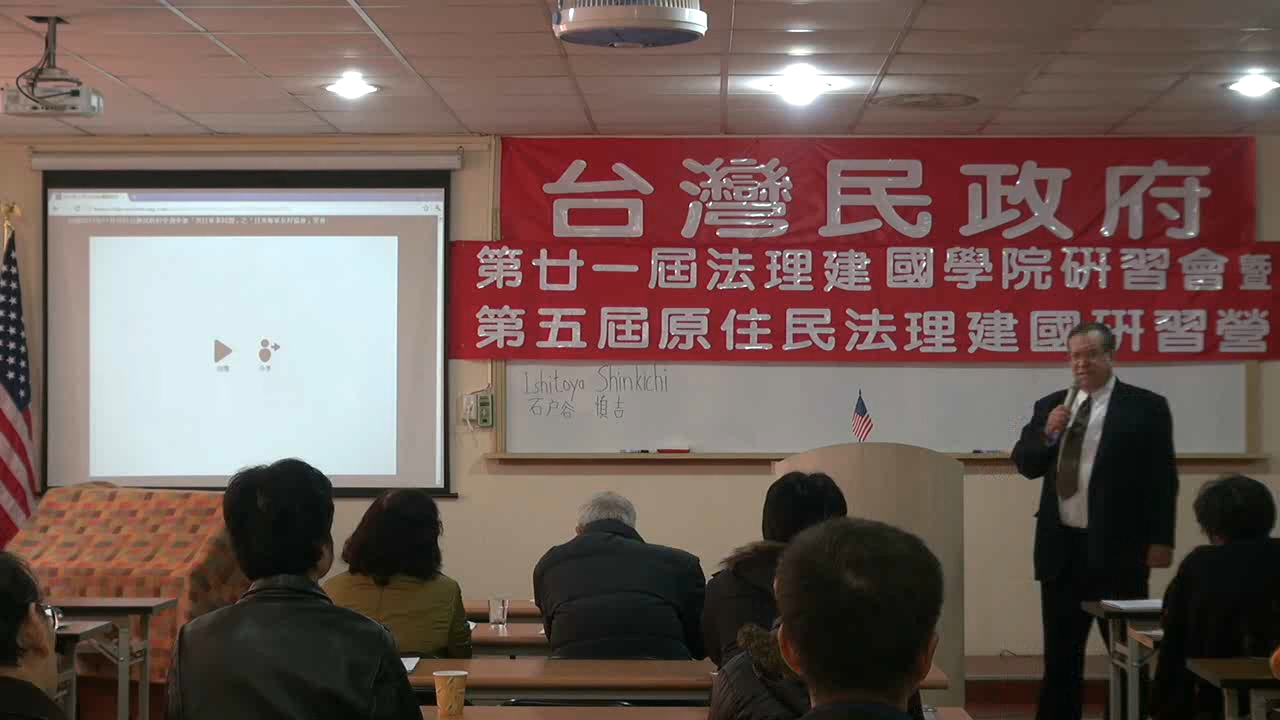 台灣民政府
第廿一屆法理建國學院研習會暨
第五屆原住民法理建國研習營
Ishitoya Shinkichi
石戸谷 慎吉